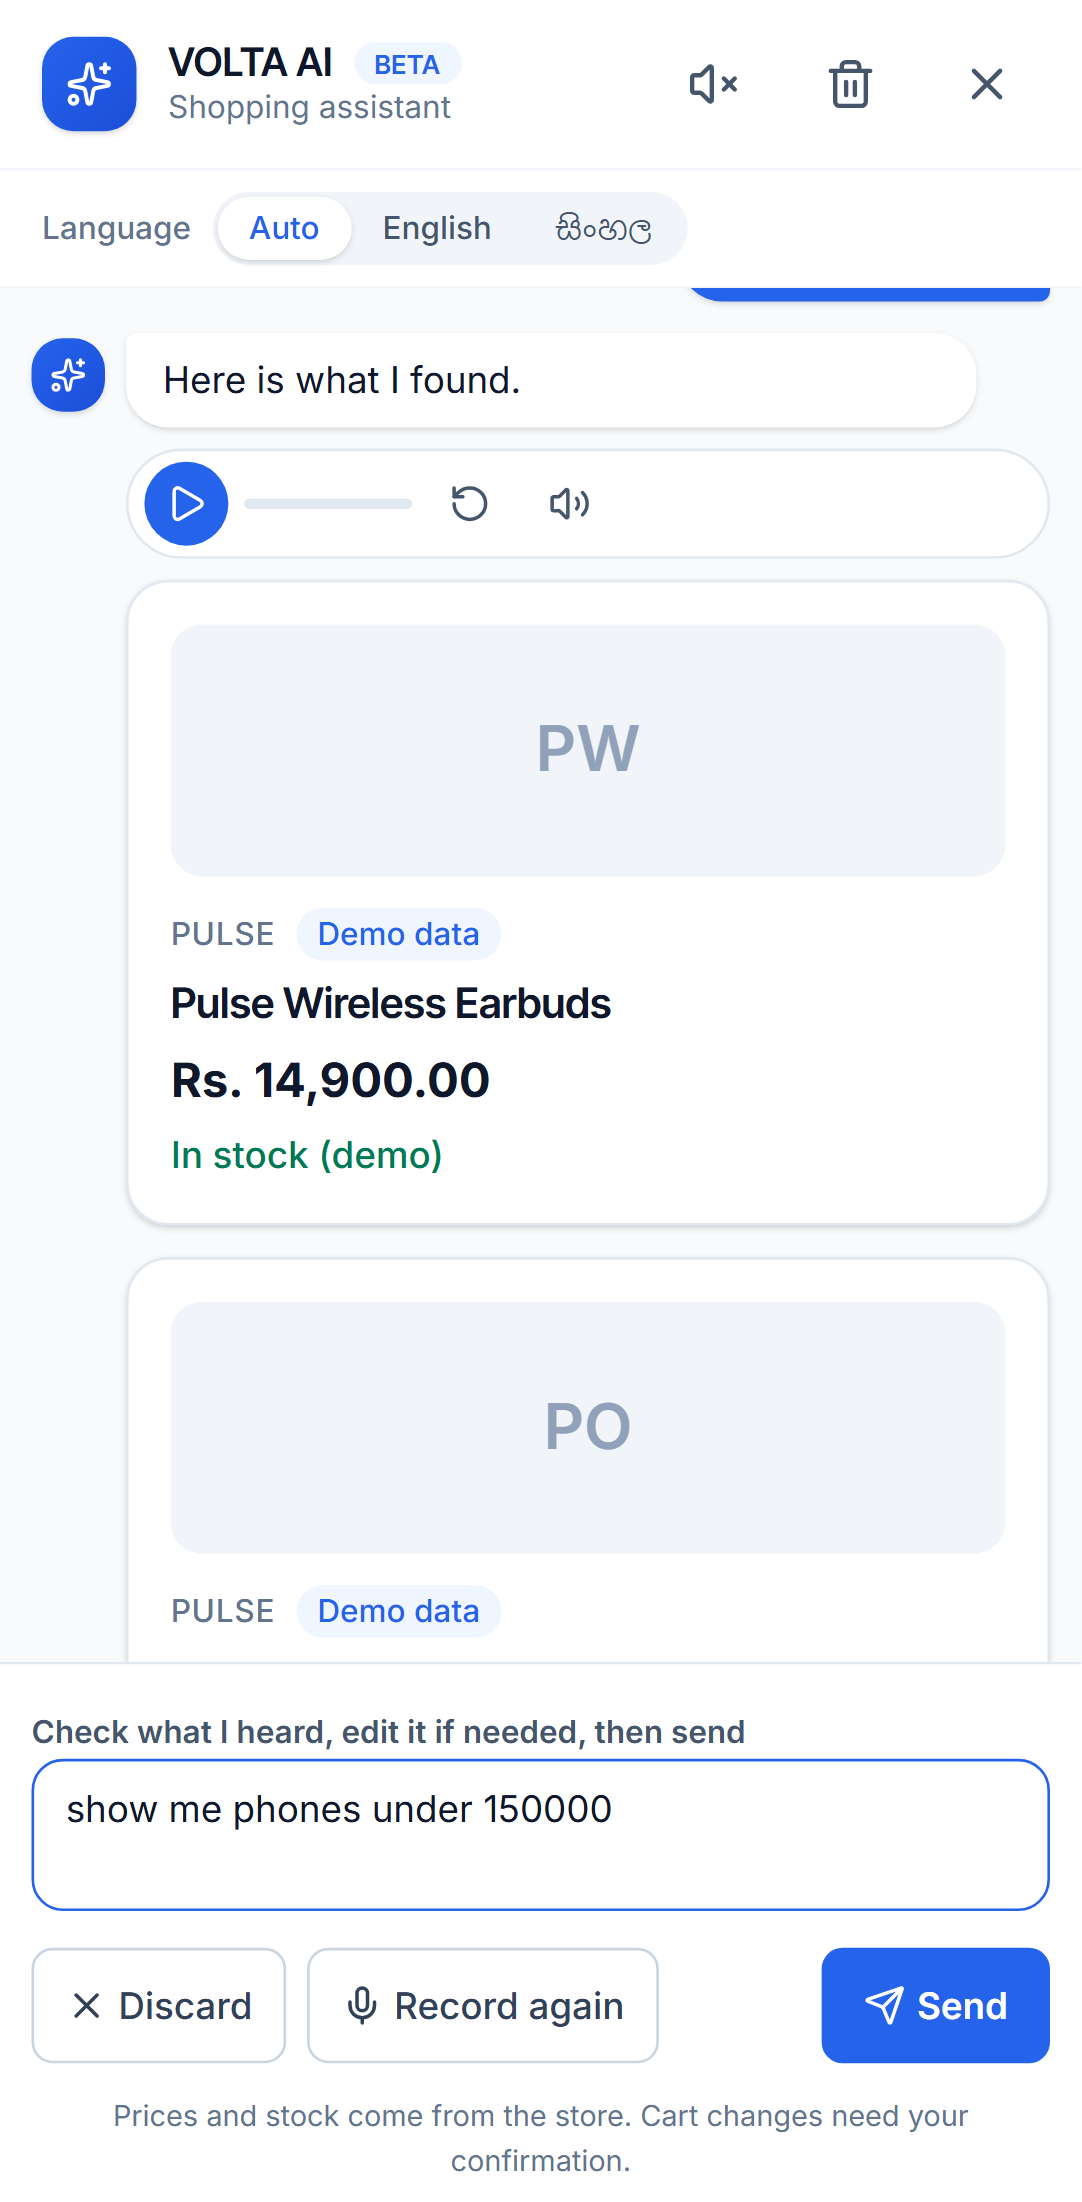 VOLTA AI BETA
Shopping assistant
Language Auto English සිංහල
Here is what I found.
PW
PULSE Demo data
Pulse Wireless Earbuds
Rs. 14,900.00
In stock (demo)
PO
PULSE Demo data
Check what I heard, edit it if needed, then send
show me phones under 150000
Discard Record again Send
Prices and stock come from the store. Cart changes need your
confirmation.